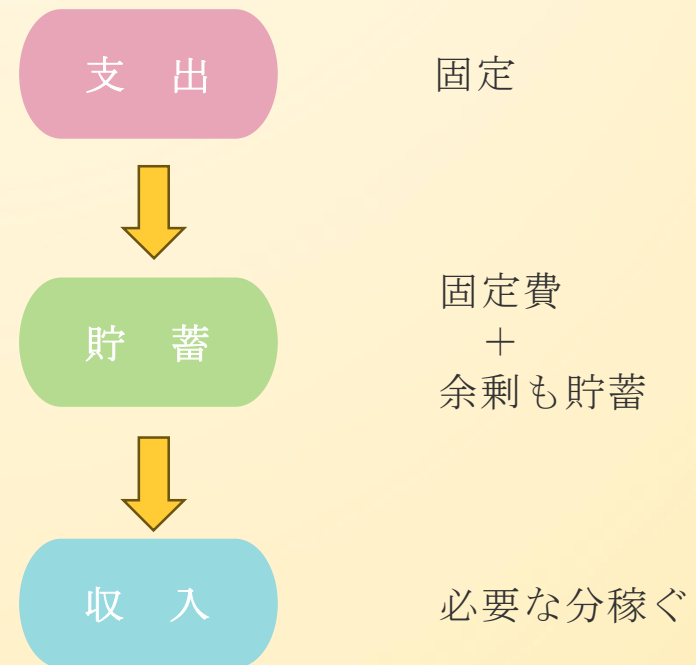 支　出
固定
貯　蓄
固定費
＋
余剰も貯蓄
収　入
必要な分稼ぐ